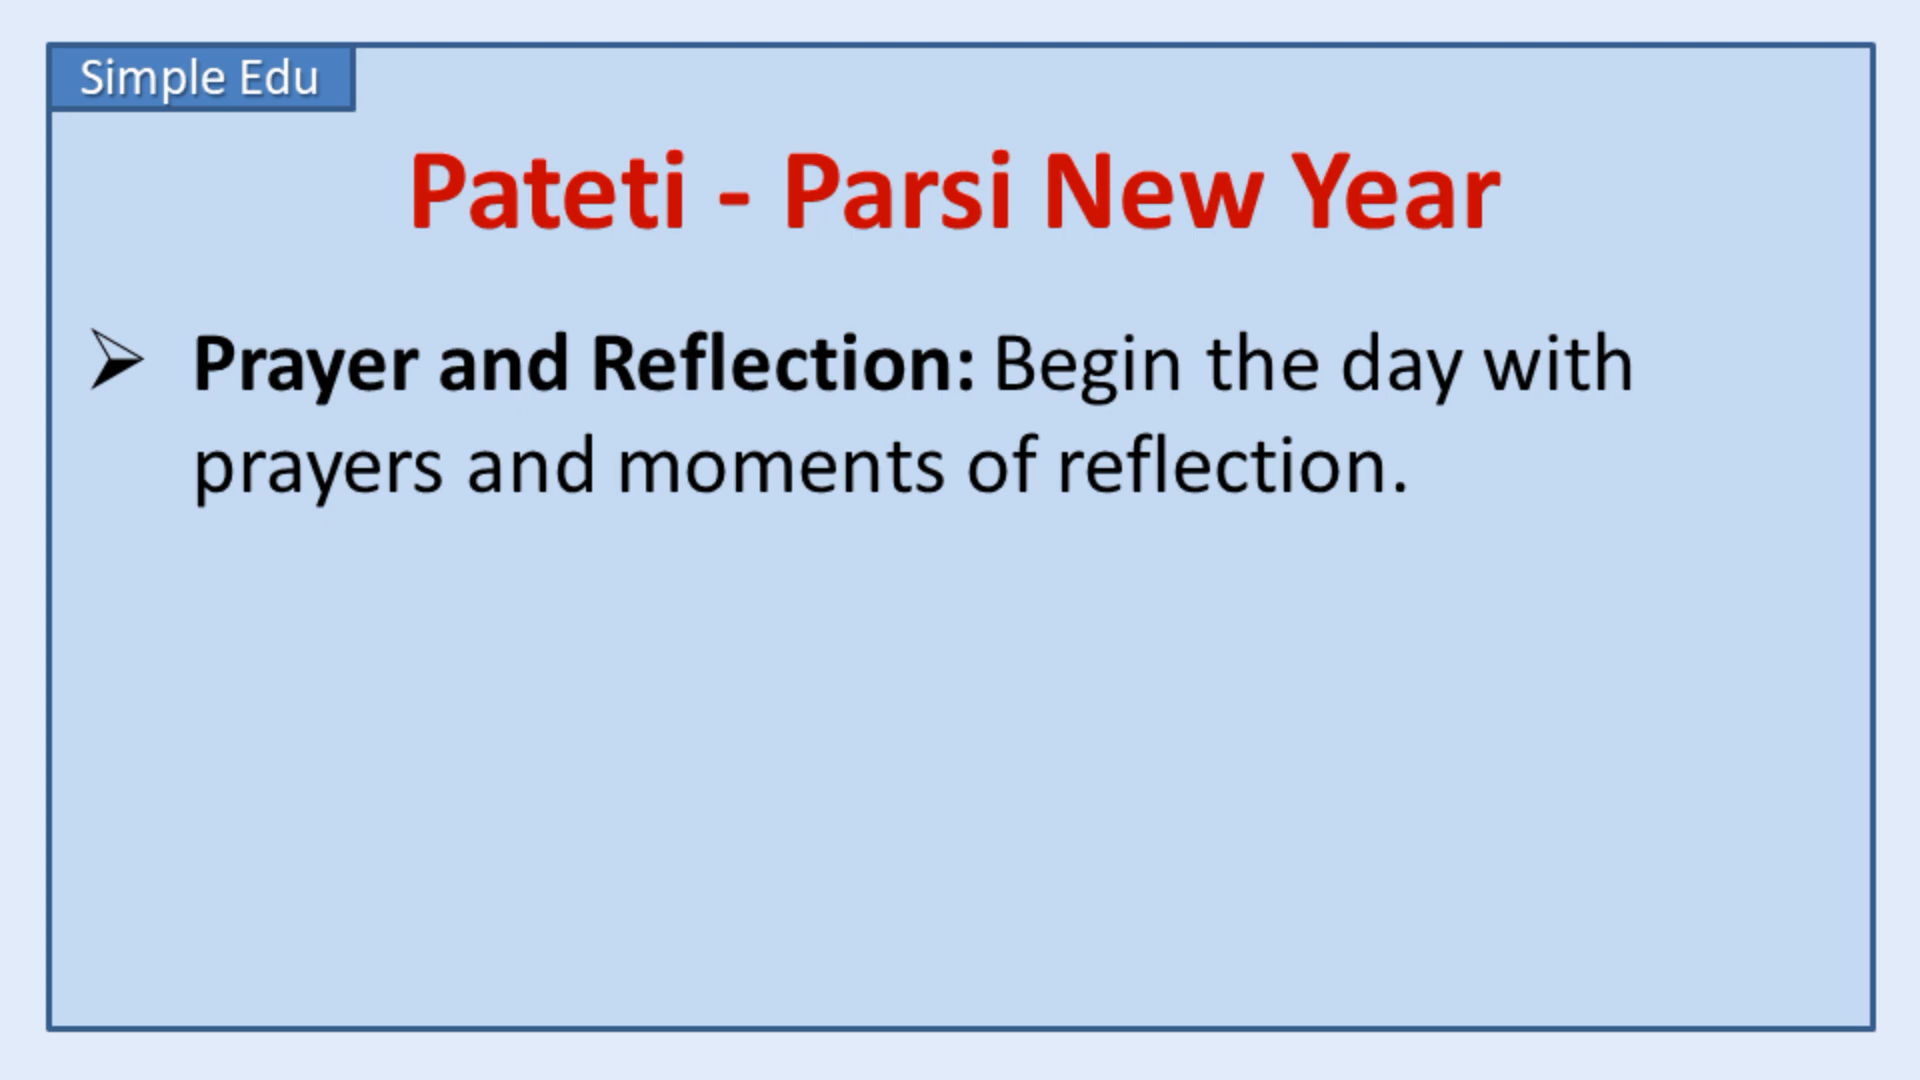 Simple Edu
Pateti - Parsi New Year
Prayer and Reflection: Begin the day with
prayers and moments of reflection.